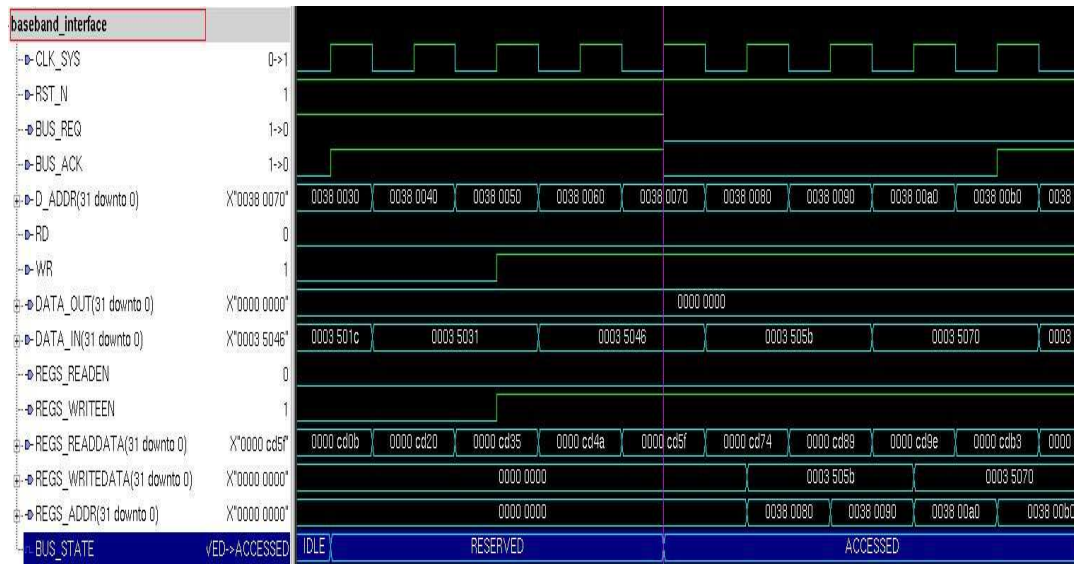 baseband_interface
CLK_SYS 0->1
RST_N 1
BUS_REQ 1->0
BUS_ACK 1->0
D_ADDR(31 downto 0) X"0038 0070" 0038 0030 0038 0040 0038 0050 0038 0060 0038 0070 0038 0080 0038 0090 0038 00a0 0038 00b0 0038
RD 0
WR 1
DATA_OUT(31 downto 0) X"0000 0000" 0000 0000
DATA_IN(31 downto 0) X"0003 5046" 0003 501c 0003 5031 0003 5046 0003 505b 0003 5070 0003
REGS_READEN 0
REGS_WRITEEN 1
REGS_READDATA(31 downto 0) X"0000 cd5f" 0000 cd0b 0000 cd20 0000 cd35 0000 cd4a 0000 cd5f 0000 cd74 0000 cd89 0000 cd9e 0000 cdb3 0000
REGS_WRITEDATA(31 downto 0) X"0000 0000" 0000 0000 0003 505b 0003 5070
REGS_ADDR(31 downto 0) X"0000 0000" 0000 0000 0038 0080 0038 0090 0038 00a0 0038 00b0
BUS_STATE VED->ACCESSED IDLE RESERVED ACCESSED